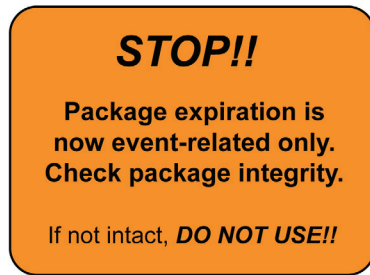 STOP!!
Package expiration is
now event-related only.
Check package integrity.
If not intact, DO NOT USE!!